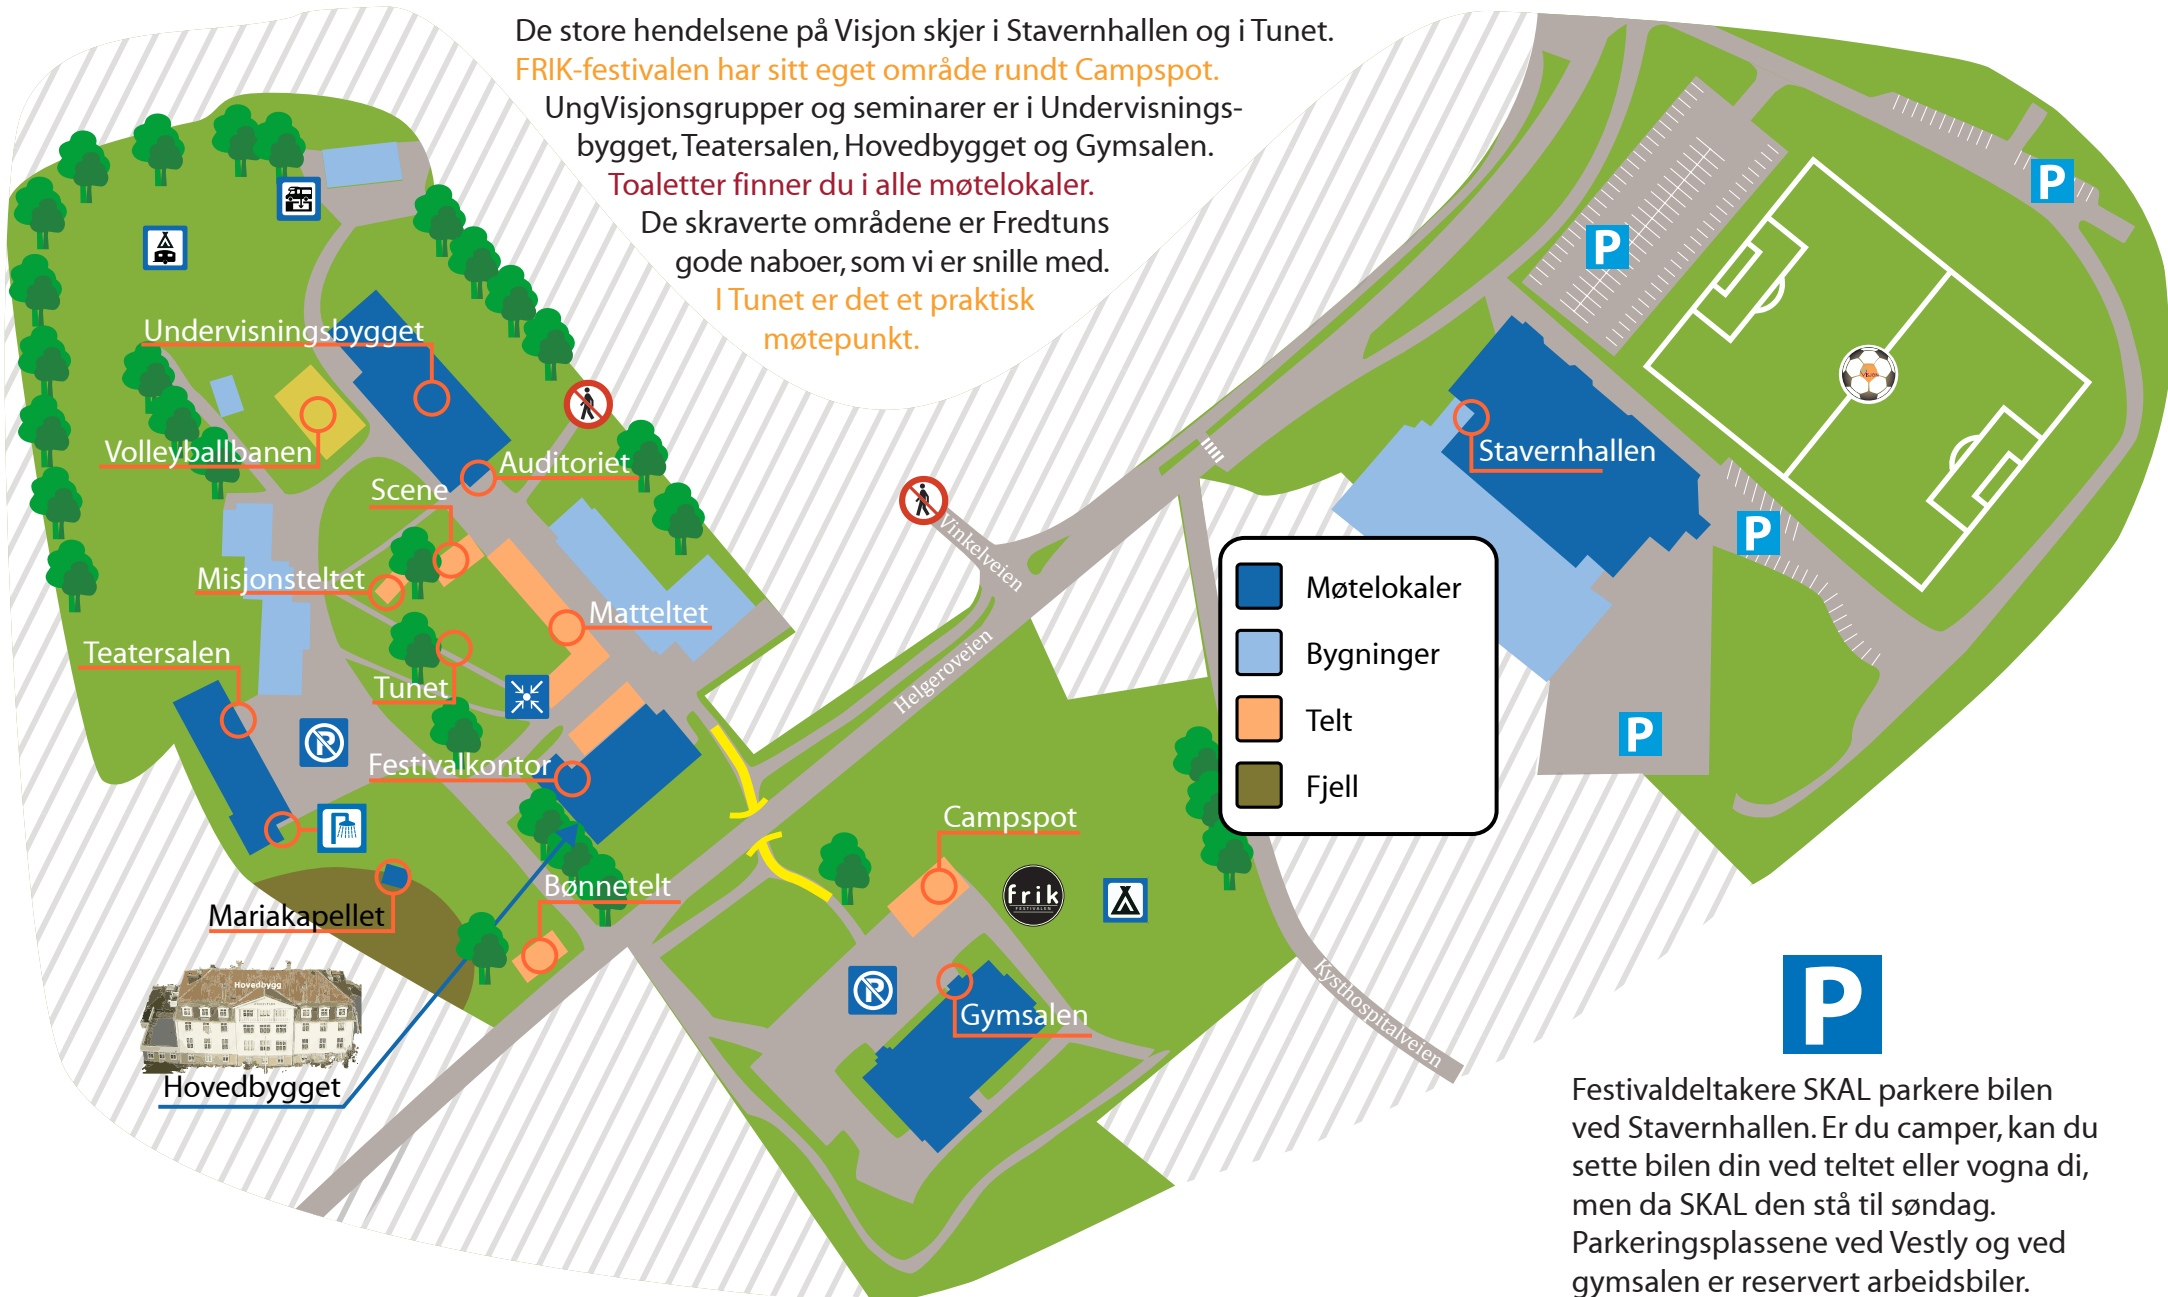 De store hendelsene på Visjon skjer i Stavernhallen og i Tunet.
FRIK-festivalen har sitt eget område rundt Campspot.
UngVisjonsgrupper og seminarer er i Undervisnings-
bygget, Teatersalen, Hovedbygget og Gymsalen.
Toaletter finner du i alle møtelokaler.
De skraverte områdene er Fredtuns
gode naboer, som vi er snille med.
I Tunet er det et praktisk
møtepunkt.
P
P
Undervisningsbygget
Volleyballbanen
Auditoriet
Scene
Stavernhallen
Vinkelveien
P
Misjonsteltet
Matteltet
Møtelokaler
Bygninger
Telt
Fjell
Teatersalen
Tunet
Helgeroveien
P
P
Festivalkontor
Campspot
Bønnetelt
frik
FESTIVALEN
Mariakapellet
P
Gymsalen
Kysthospitalveien
Hovedbygg
Hovedbygget
P
Festivaldeltakere SKAL parkere bilen
ved Stavernhallen. Er du camper, kan du
sette bilen din ved teltet eller vogna di,
men da SKAL den stå til søndag.
Parkeringsplassene ved Vestly og ved
gymsalen er reservert arbeidsbiler.